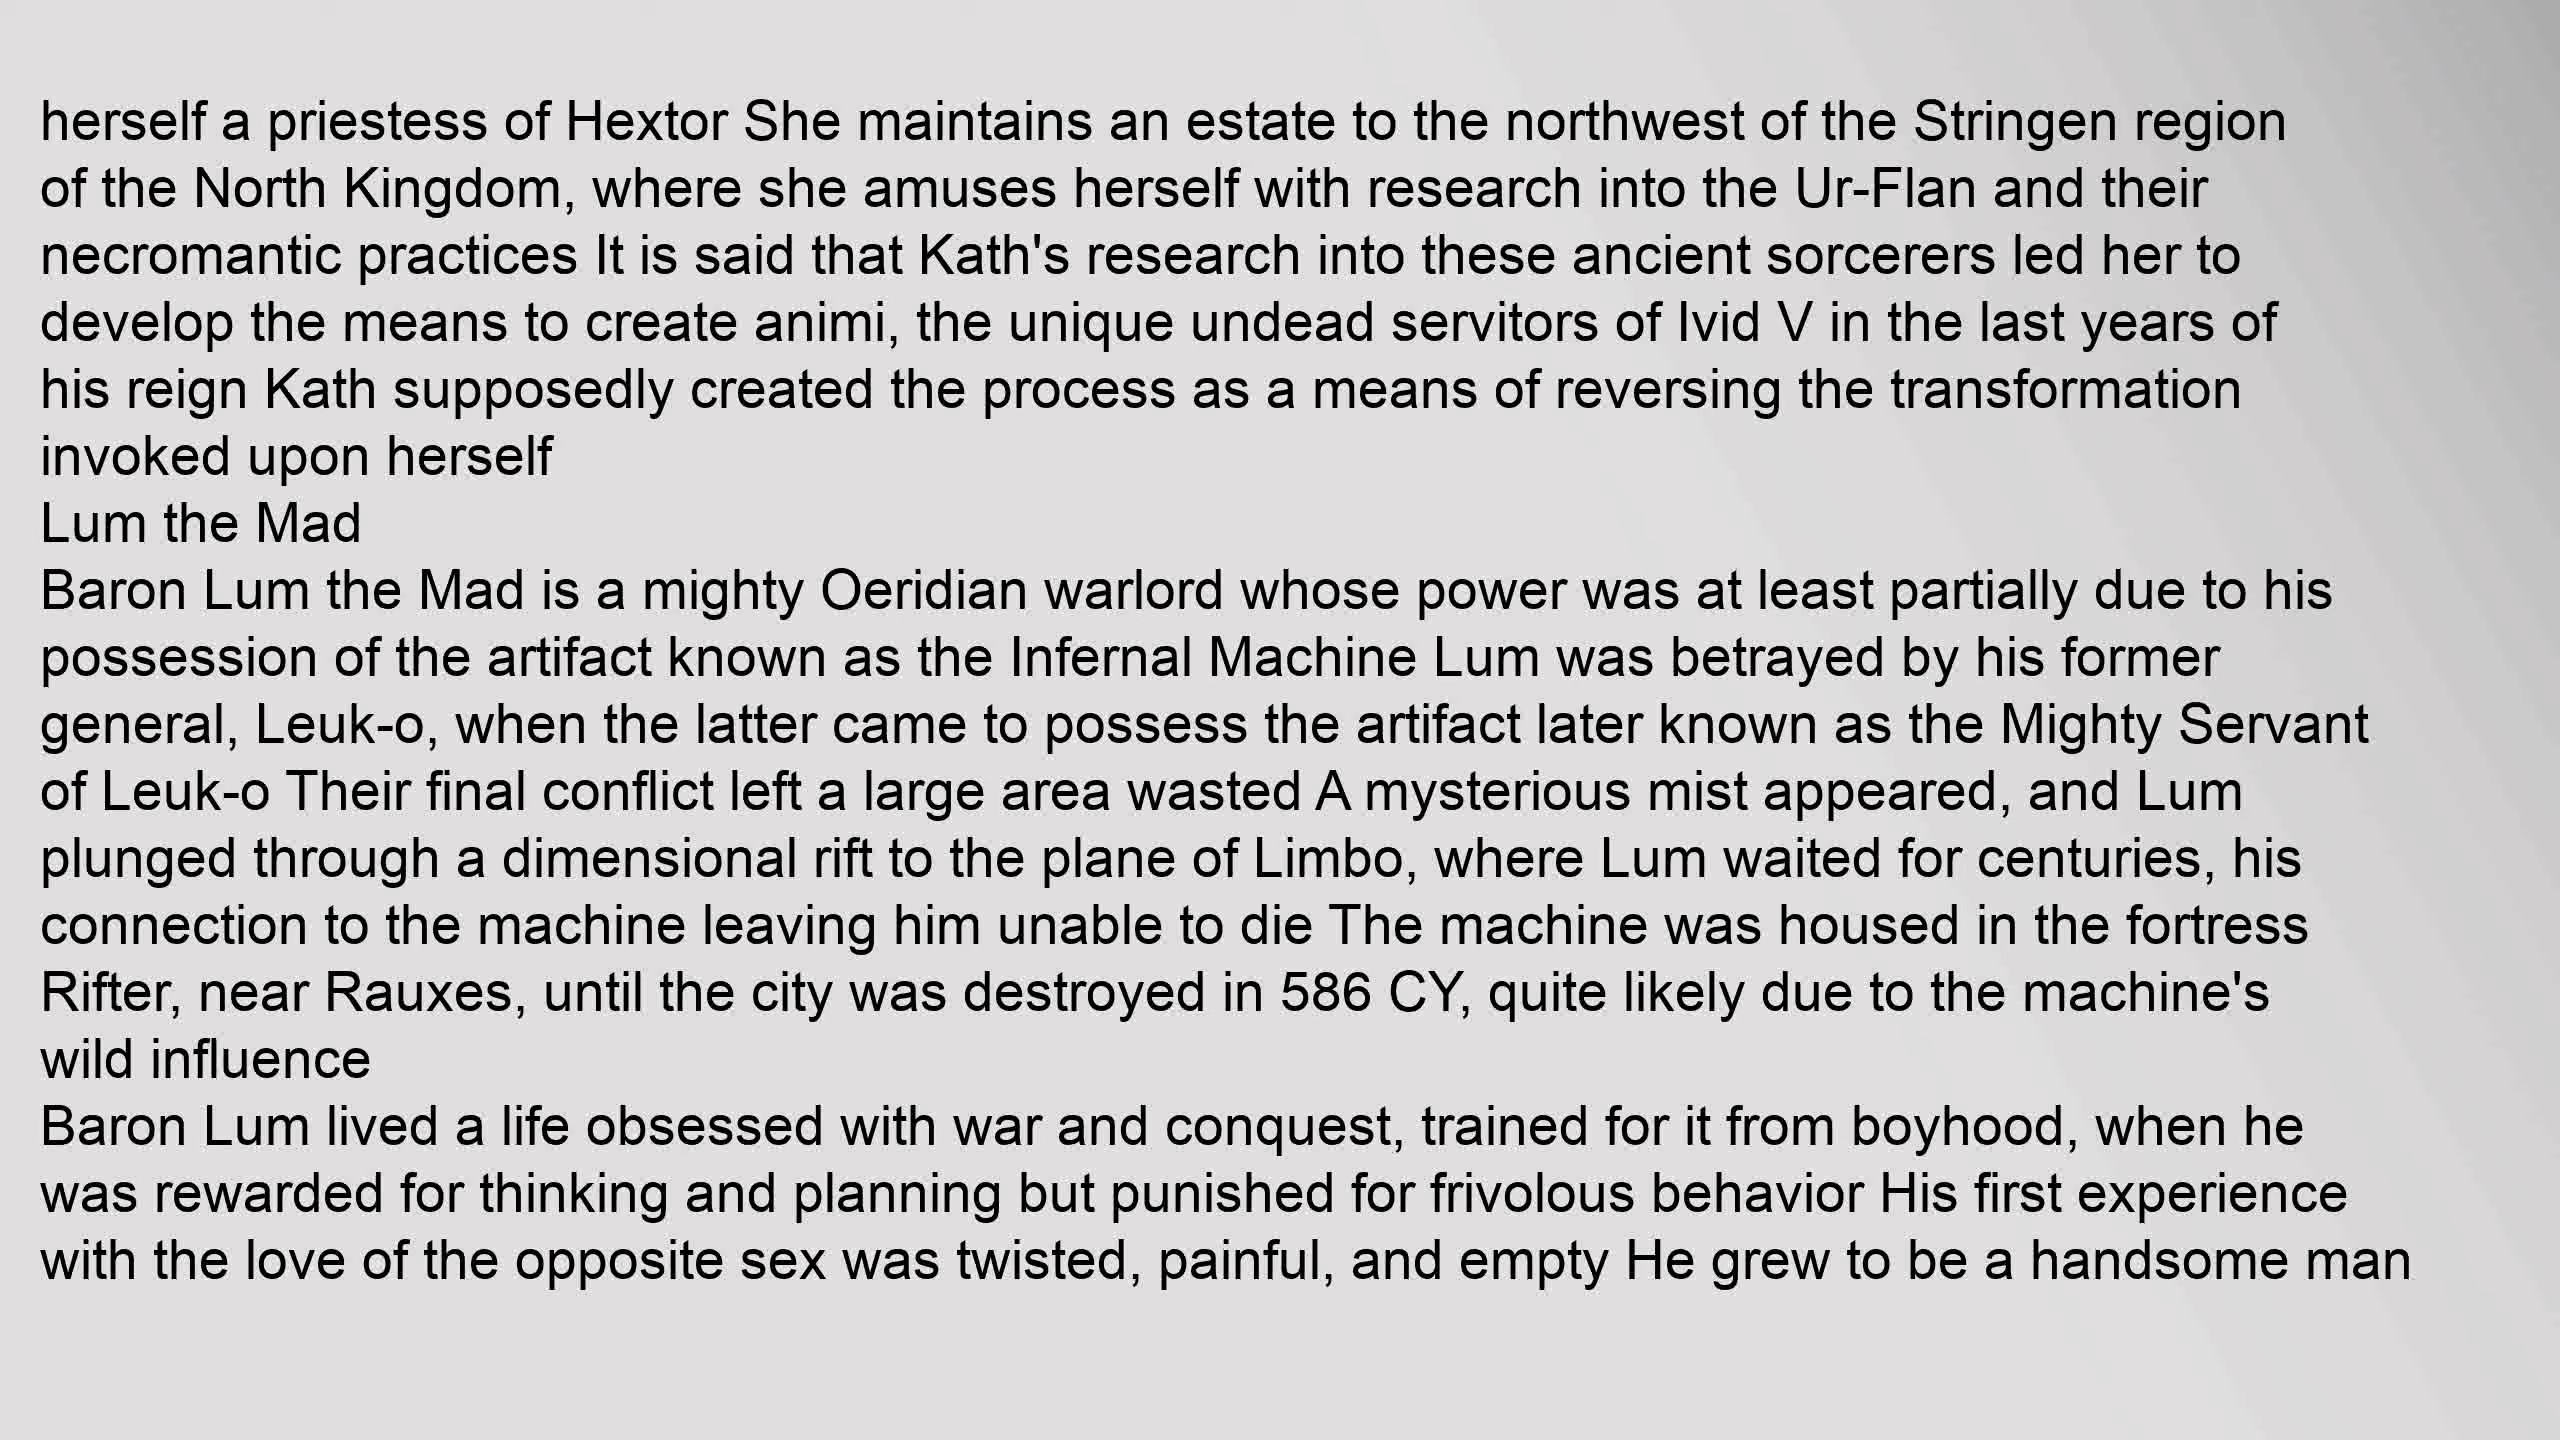 herself a priestess of Hextor She maintains an estate to the northwest of the Stringen region
of the North Kingdom, where she amuses herself with research into the Ur-Flan and their
necromantic practices It is said that Kath's research into these ancient sorcerers led her to
develop the means to create animi, the unique undead servitors of Ivid V in the last years of
his reign Kath supposedly created the process as a means of reversing the transformation
invoked upon herself
Lum the Mad
Baron Lum the Mad is a mighty Oeridian warlord whose power was at least partially due to his
possession of the artifact known as the Infernal Machine Lum was betrayed by his former
general, Leuk-o, when the latter came to possess the artifact later known as the Mighty Servant
of Leuk-o Their final conflict left a large area wasted A mysterious mist appeared, and Lum
plunged through a dimensional rift to the plane of Limbo, where Lum waited for centuries, his
connection to the machine leaving him unable to die The machine was housed in the fortress
Rifter, near Rauxes, until the city was destroyed in 586 CY, quite likely due to the machine's
wild influence
Baron Lum lived a life obsessed with war and conquest, trained for it from boyhood, when he
was rewarded for thinking and planning but punished for frivolous behavior His first experience
with the love of the opposite sex was twisted, painful, and empty He grew to be a handsome man